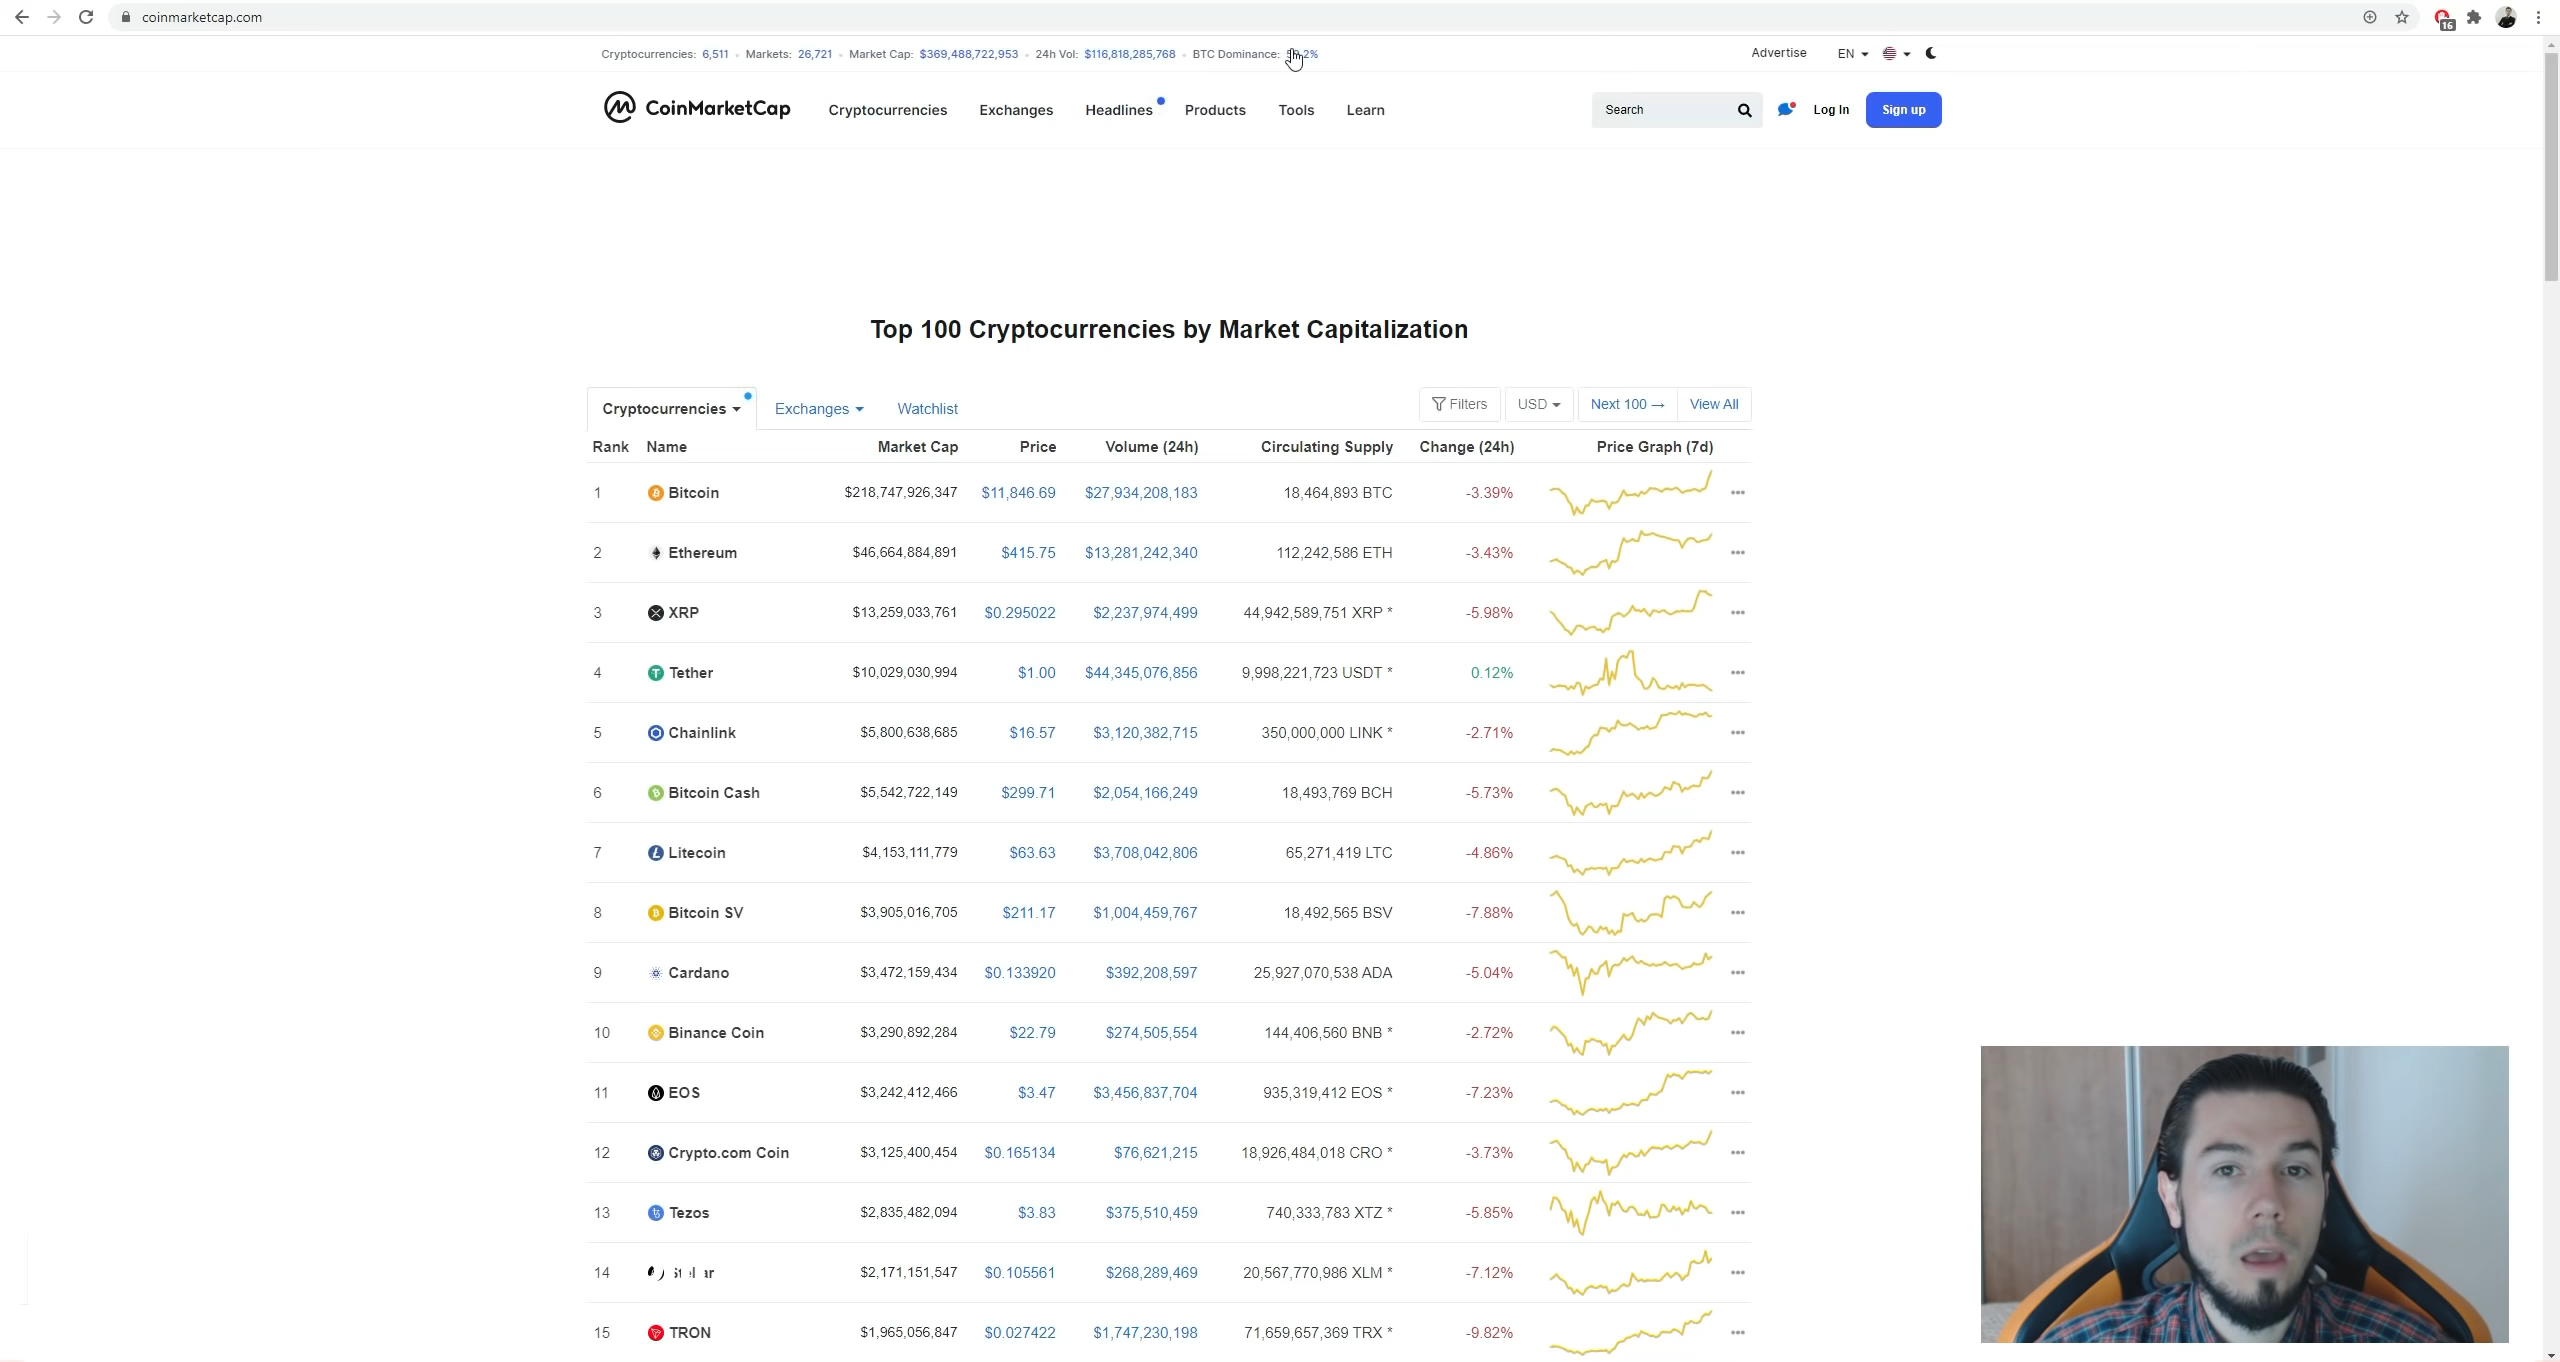 coinmarketcap.com
16
Cryptocurrencies: 6,511 • Markets: 26,721 • Market Cap: $369,488,722,953 • 24h Vol: $116,818,285,768 • BTC Dominance:
Advertise EN
CoinMarketCap Cryptocurrencies Exchanges Headlines Products Tools Learn Search Log In Sign up
Top 100 Cryptocurrencies by Market Capitalization
Cryptocurrencies Exchanges Watchlist Filters USD Next 100 → View All
Rank Name Market Cap Price Volume (24h) Circulating Supply Change (24h) Price Graph (7d)
1 Bitcoin $218,747,926,347 $11,846.69 $27,934,208,183 18,464,893 BTC -3.39%
2 Ethereum $46,664,884,891 $415.75 $13,281,242,340 112,242,586 ETH -3.43%
3 XRP $13,259,033,761 $0.295022 $2,237,974,499 44,942,589,751 XRP * -5.98%
4 Tether $10,029,030,994 $1.00 $44,345,076,856 9,998,221,723 USDT * 0.12%
5 Chainlink $5,800,638,685 $16.57 $3,120,382,715 350,000,000 LINK * -2.71%
6 Bitcoin Cash $5,542,722,149 $299.71 $2,054,166,249 18,493,769 BCH -5.73%
7 Litecoin $4,153,111,779 $63.63 $3,708,042,806 65,271,419 LTC -4.86%
8 Bitcoin SV $3,905,016,705 $211.17 $1,004,459,767 18,492,565 BSV -7.88%
9 Cardano $3,472,159,434 $0.133920 $392,208,597 25,927,070,538 ADA -5.04%
10 Binance Coin $3,290,892,284 $22.79 $274,505,554 144,406,560 BNB * -2.72%
11 EOS $3,242,412,466 $3.47 $3,456,837,704 935,319,412 EOS * -7.23%
12 Crypto.com Coin $3,125,400,454 $0.165134 $76,621,215 18,926,484,018 CRO * -3.73%
13 Tezos $2,835,482,094 $3.83 $375,510,459 740,333,783 XTZ * -5.85%
14 $2,171,151,547 $0.105561 $268,289,469 20,567,770,986 XLM * -7.12%
15 TRON $1,965,056,847 $0.027422 $1,747,230,198 71,659,657,369 TRX * -9.82%